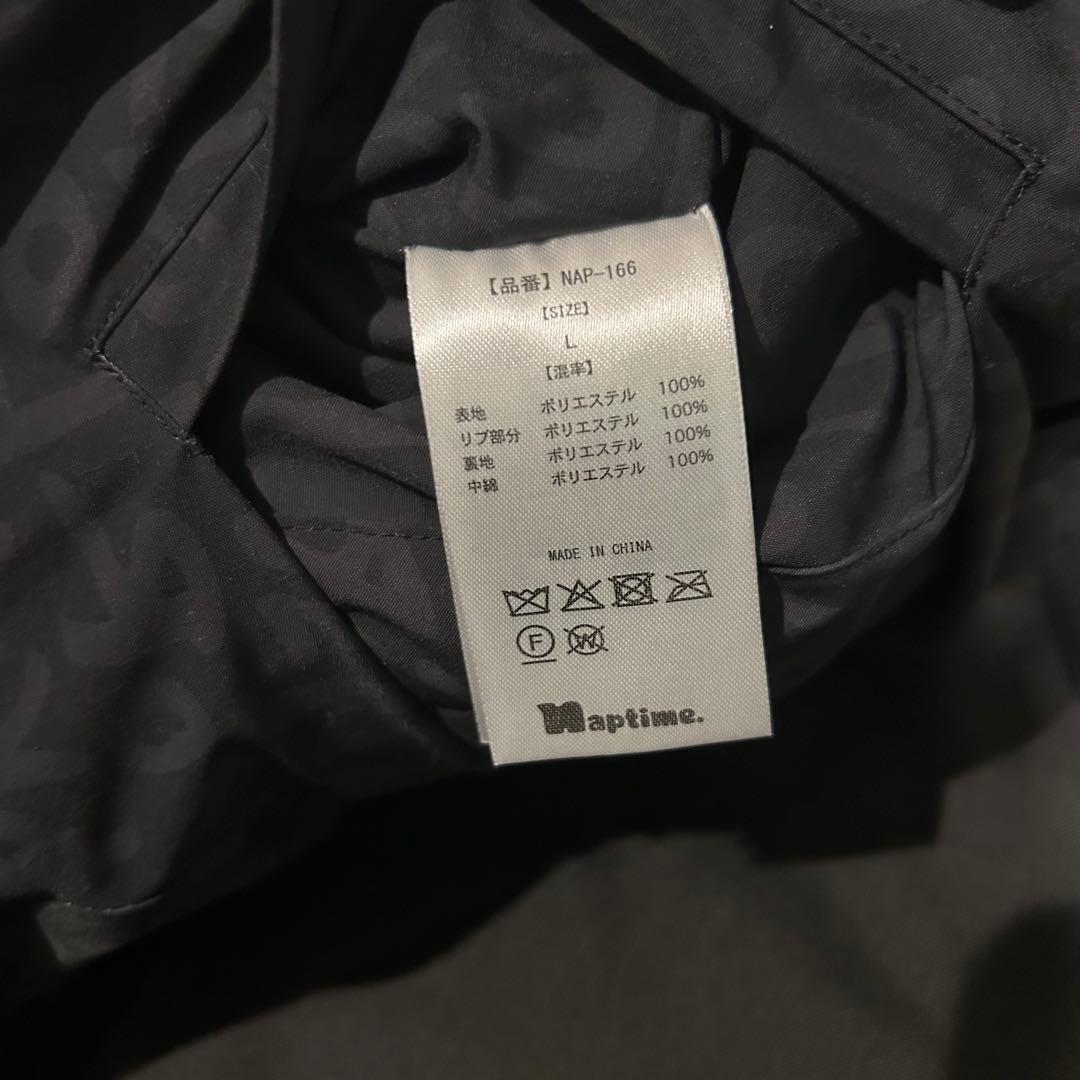 【品番】NAP-166
【SIZE】
L
【混率】
表地 ポリエステル 100%
リブ部分 ポリエステル 100%
裏地 ポリエステル 100%
中綿 ポリエステル 100%
MADE IN CHINA
F W
Naptime.